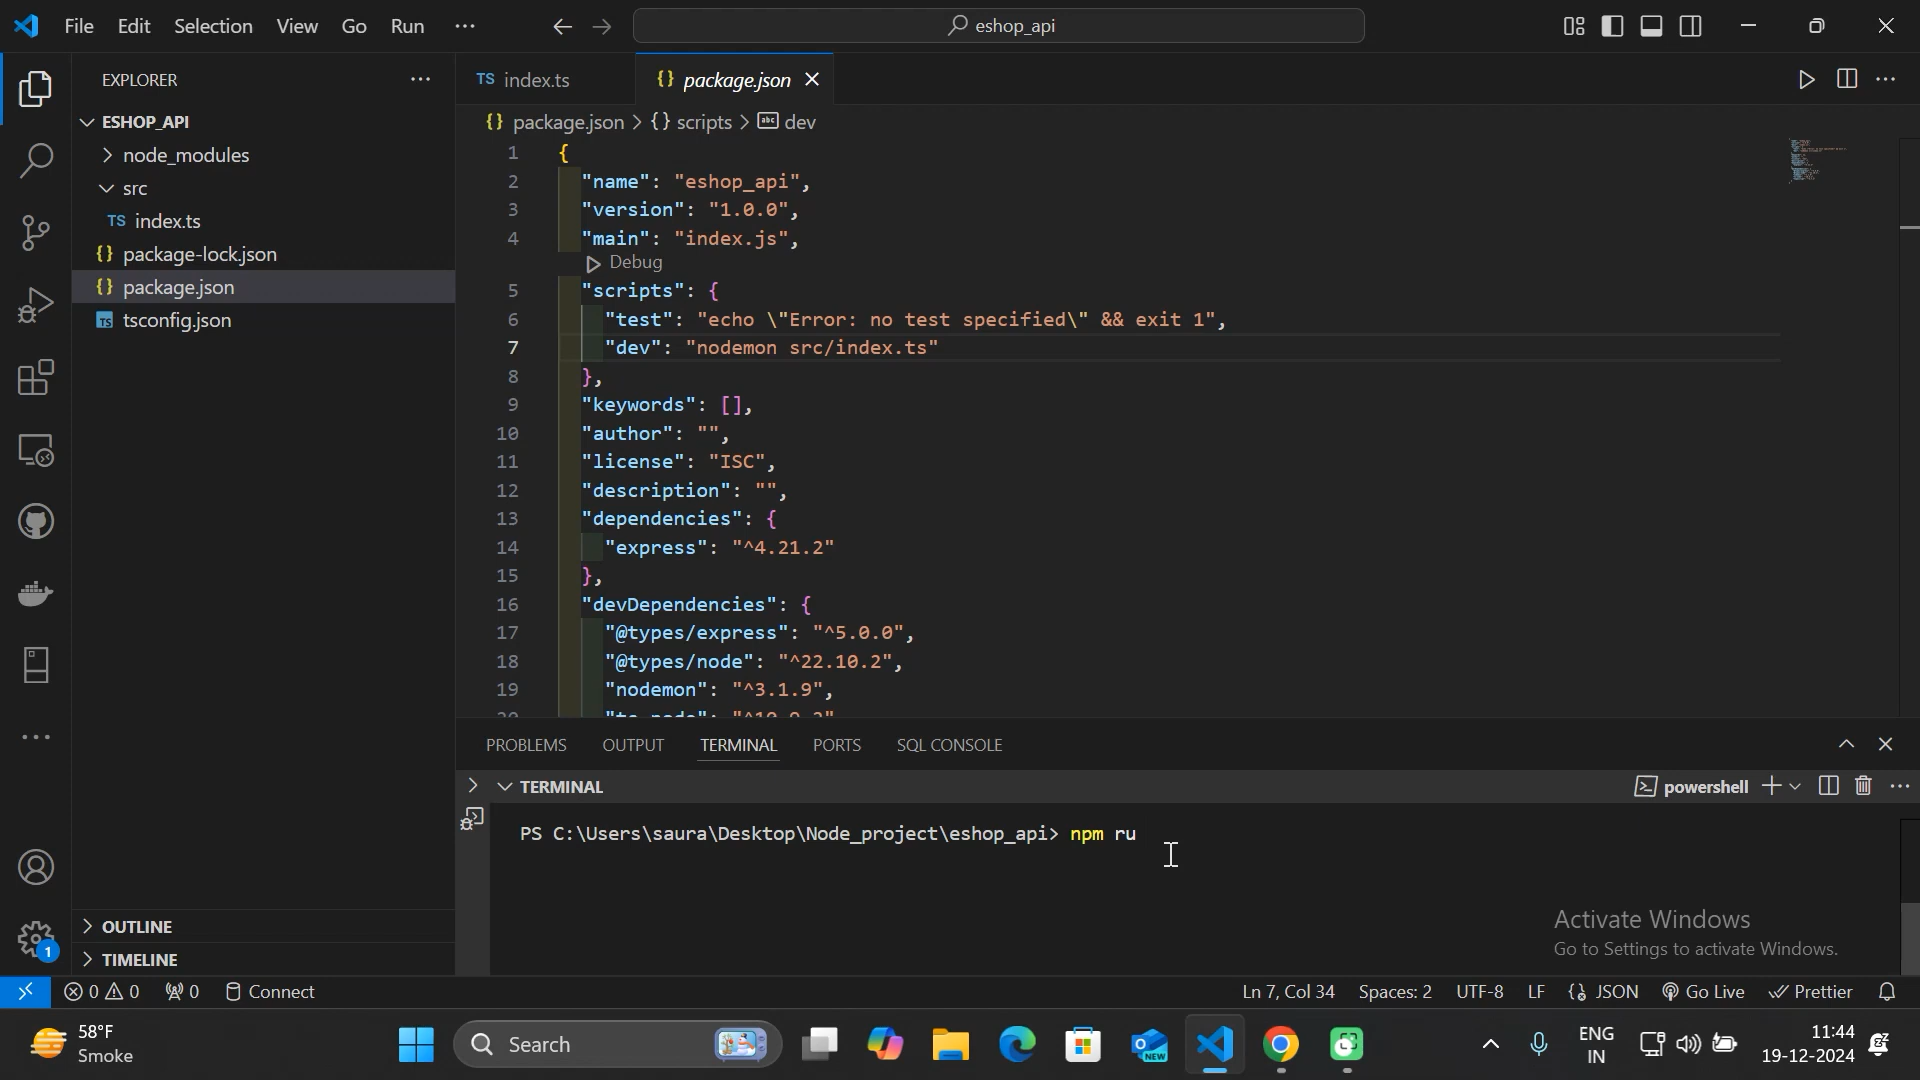 File Edit Selection View Go Run ··· eshop_api
EXPLORER ···
ESHOP_API
node_modules
src
TS index.ts
{} package-lock.json
{} package.json
TS tsconfig.json
OUTLINE
TIMELINE
TS index.ts {} package.json
{} package.json > {} scripts > abc dev
1 {
2 "name": "eshop_api",
3 "version": "1.0.0",
4 "main": "index.js",
Debug
5 "scripts": {
6 "test": "echo \"Error: no test specified\" && exit 1",
7 "dev": "nodemon src/index.ts"
8 },
9 "keywords": [],
10 "author": "",
11 "license": "ISC",
12 "description": "",
13 "dependencies": {
14 "express": "^4.21.2"
15 },
16 "devDependencies": {
17 "@types/express": "^5.0.0",
18 "@types/node": "^22.10.2",
19 "nodemon": "^3.1.9",
PROBLEMS OUTPUT TERMINAL PORTS SQL CONSOLE
TERMINAL powershell
PS C:\Users\saura\Desktop\Node_project\eshop_api> npm ru
Activate Windows
Go to Settings to activate Windows.
1
0 0 0 Connect Ln 7, Col 34 Spaces: 2 UTF-8 LF {} JSON Go Live Prettier
58°F
Smoke
Search
NEW
ENG
IN
11:44
19-12-2024